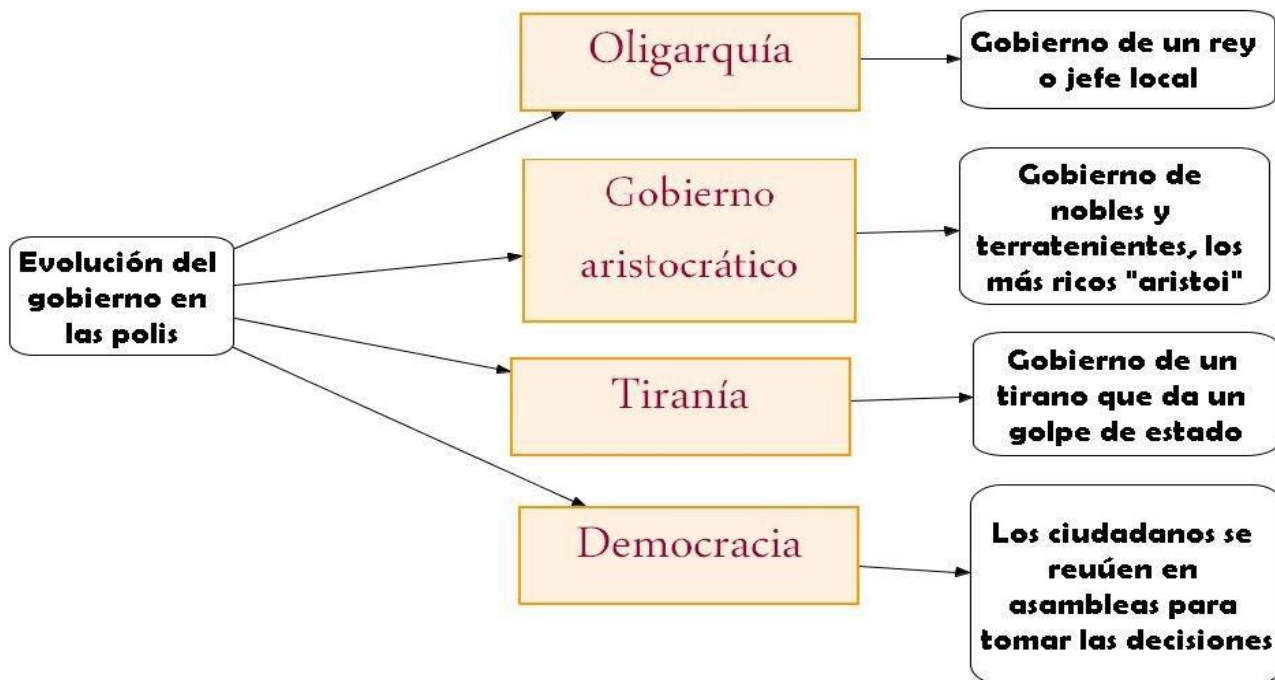 Evolución del
gobierno en
las polis
Oligarquía
Gobierno de un rey
o jefe local
Gobierno
aristocrático
Gobierno de
nobles y
terratenientes, los
más ricos "aristoi"
Tiranía
Gobierno de un
tirano que da un
golpe de estado
Democracia
Los ciudadanos se
reuúen en
asambleas para
tomar las decisiones